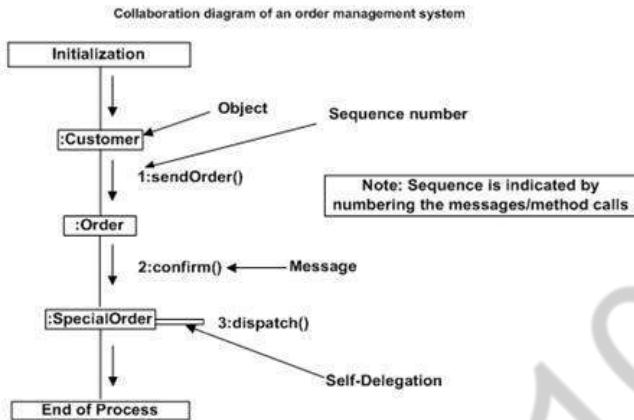 Collaboration diagram of an order management system
Initialization
Object
Sequence number
:Customer
1:sendOrder()
Note: Sequence is indicated by
numbering the messages/method calls
:Order
2:confirm()
Message
:SpecialOrder
3:dispatch()
Self-Delegation
End of Process